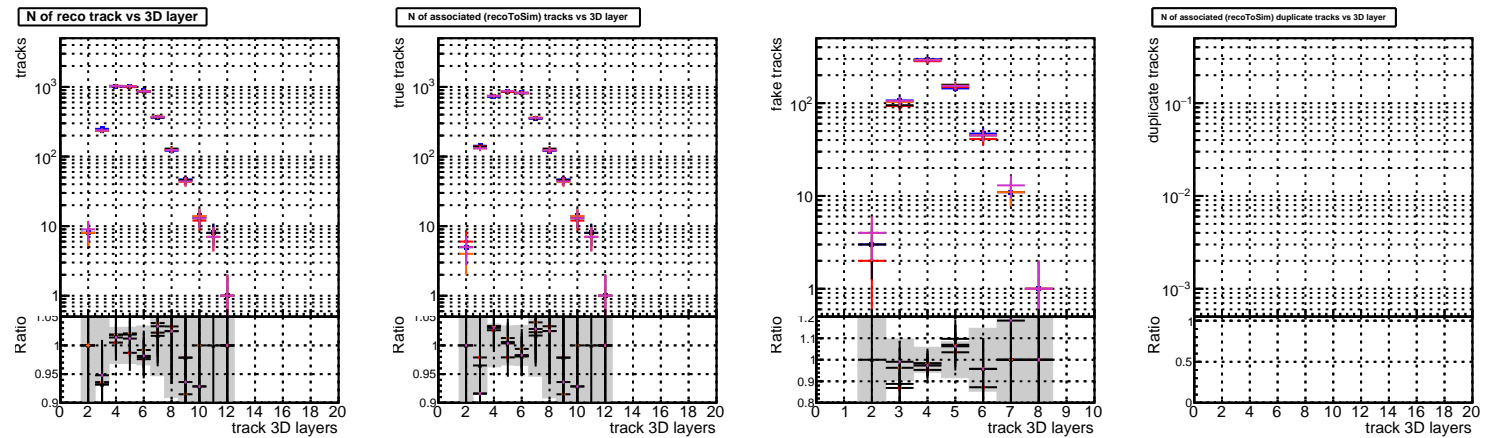 N of reco track vs 3D layer
tracks
10³
10²
10
1
Ratio
1.05
1
0.95
0.9
0 2 4 6 8 10 12 14 16 18 20
track 3D layers
N of associated (recoToSim) tracks vs 3D layer
true tracks
10³
10²
10
1
Ratio
1.05
1
0.95
0.9
0 2 4 6 8 10 12 14 16 18 20
track 3D layers
fake tracks
10²
10
1
Ratio
1.2
1.1
1
0.9
0.8
0 1 2 3 4 5 6 7 8 9 10
track 3D layers
N of associated (recoToSim) duplicate tracks vs 3D layer
duplicate tracks
10⁻¹
10⁻²
10⁻³
Ratio
1
0.5
0
0 2 4 6 8 10 12 14 16 18 20
track 3D layers